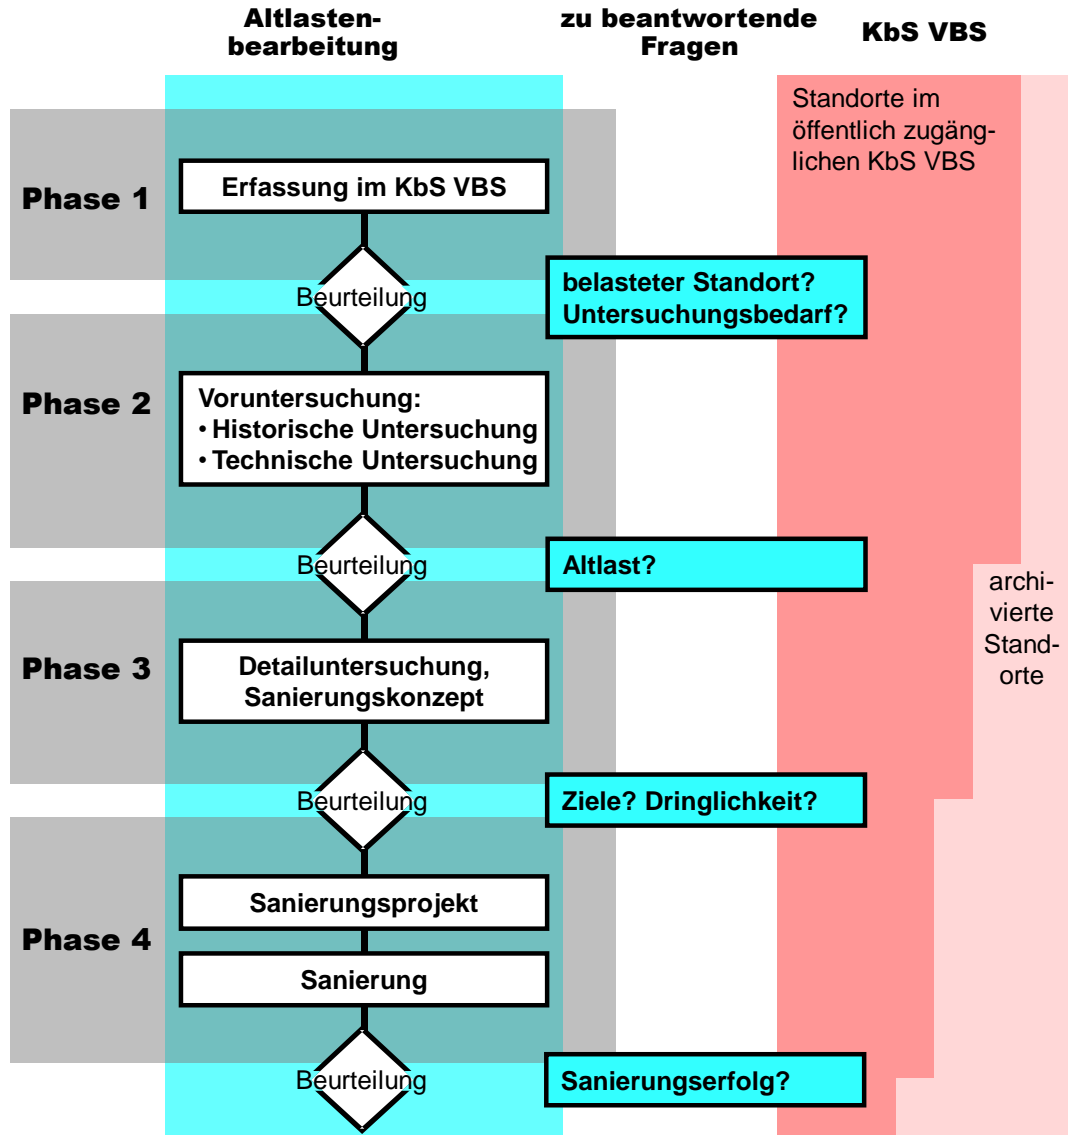 Altlasten-
bearbeitung
zu beantwortende
Fragen
KbS VBS
Standorte im
öffentlich zugäng-
lichen KbS VBS
Phase 1
Erfassung im KbS VBS
Beurteilung
belasteter Standort?
Untersuchungsbedarf?
Phase 2
Voruntersuchung:
• Historische Untersuchung
• Technische Untersuchung
Beurteilung
Altlast?
archi-
vierte
Stand-
orte
Phase 3
Detailuntersuchung,
Sanierungskonzept
Beurteilung
Ziele? Dringlichkeit?
Phase 4
Sanierungsprojekt
Sanierung
Beurteilung
Sanierungserfolg?